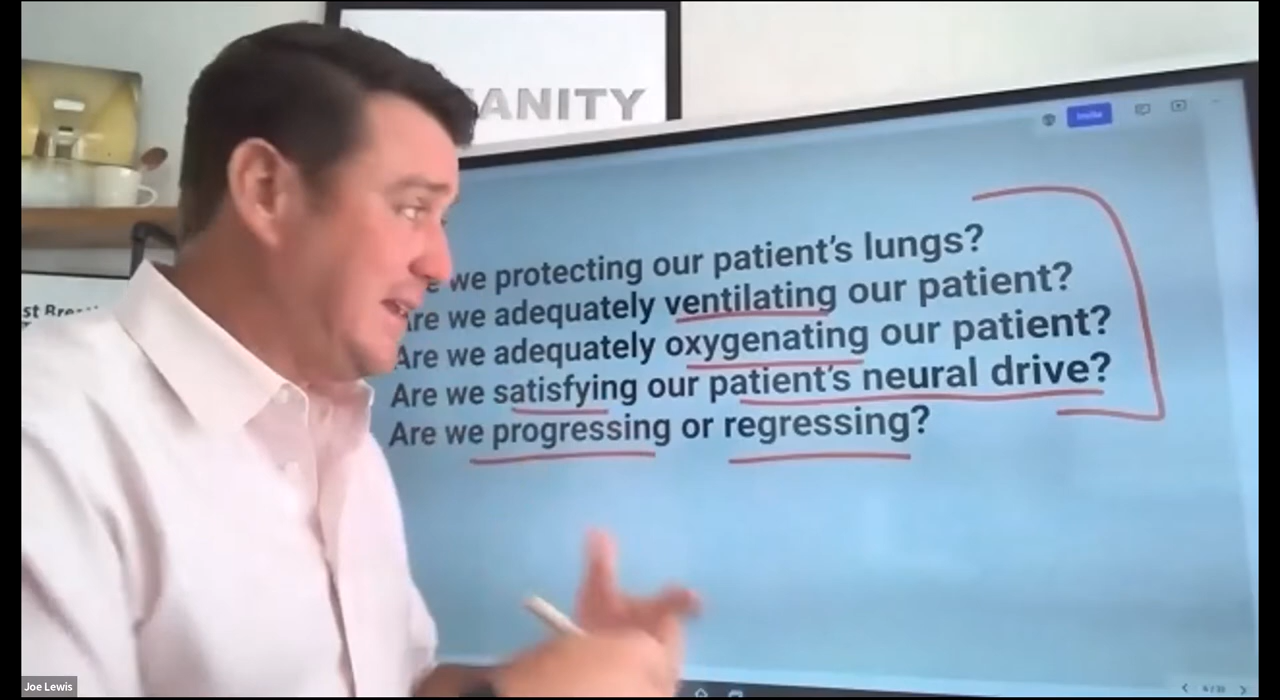 ANITY
Invite
we protecting our patient's lungs?
Are we adequately ventilating our patient?
Are we adequately oxygenating our patient?
Are we satisfying our patient's neural drive?
Are we progressing or regressing?
st
Joe Lewis